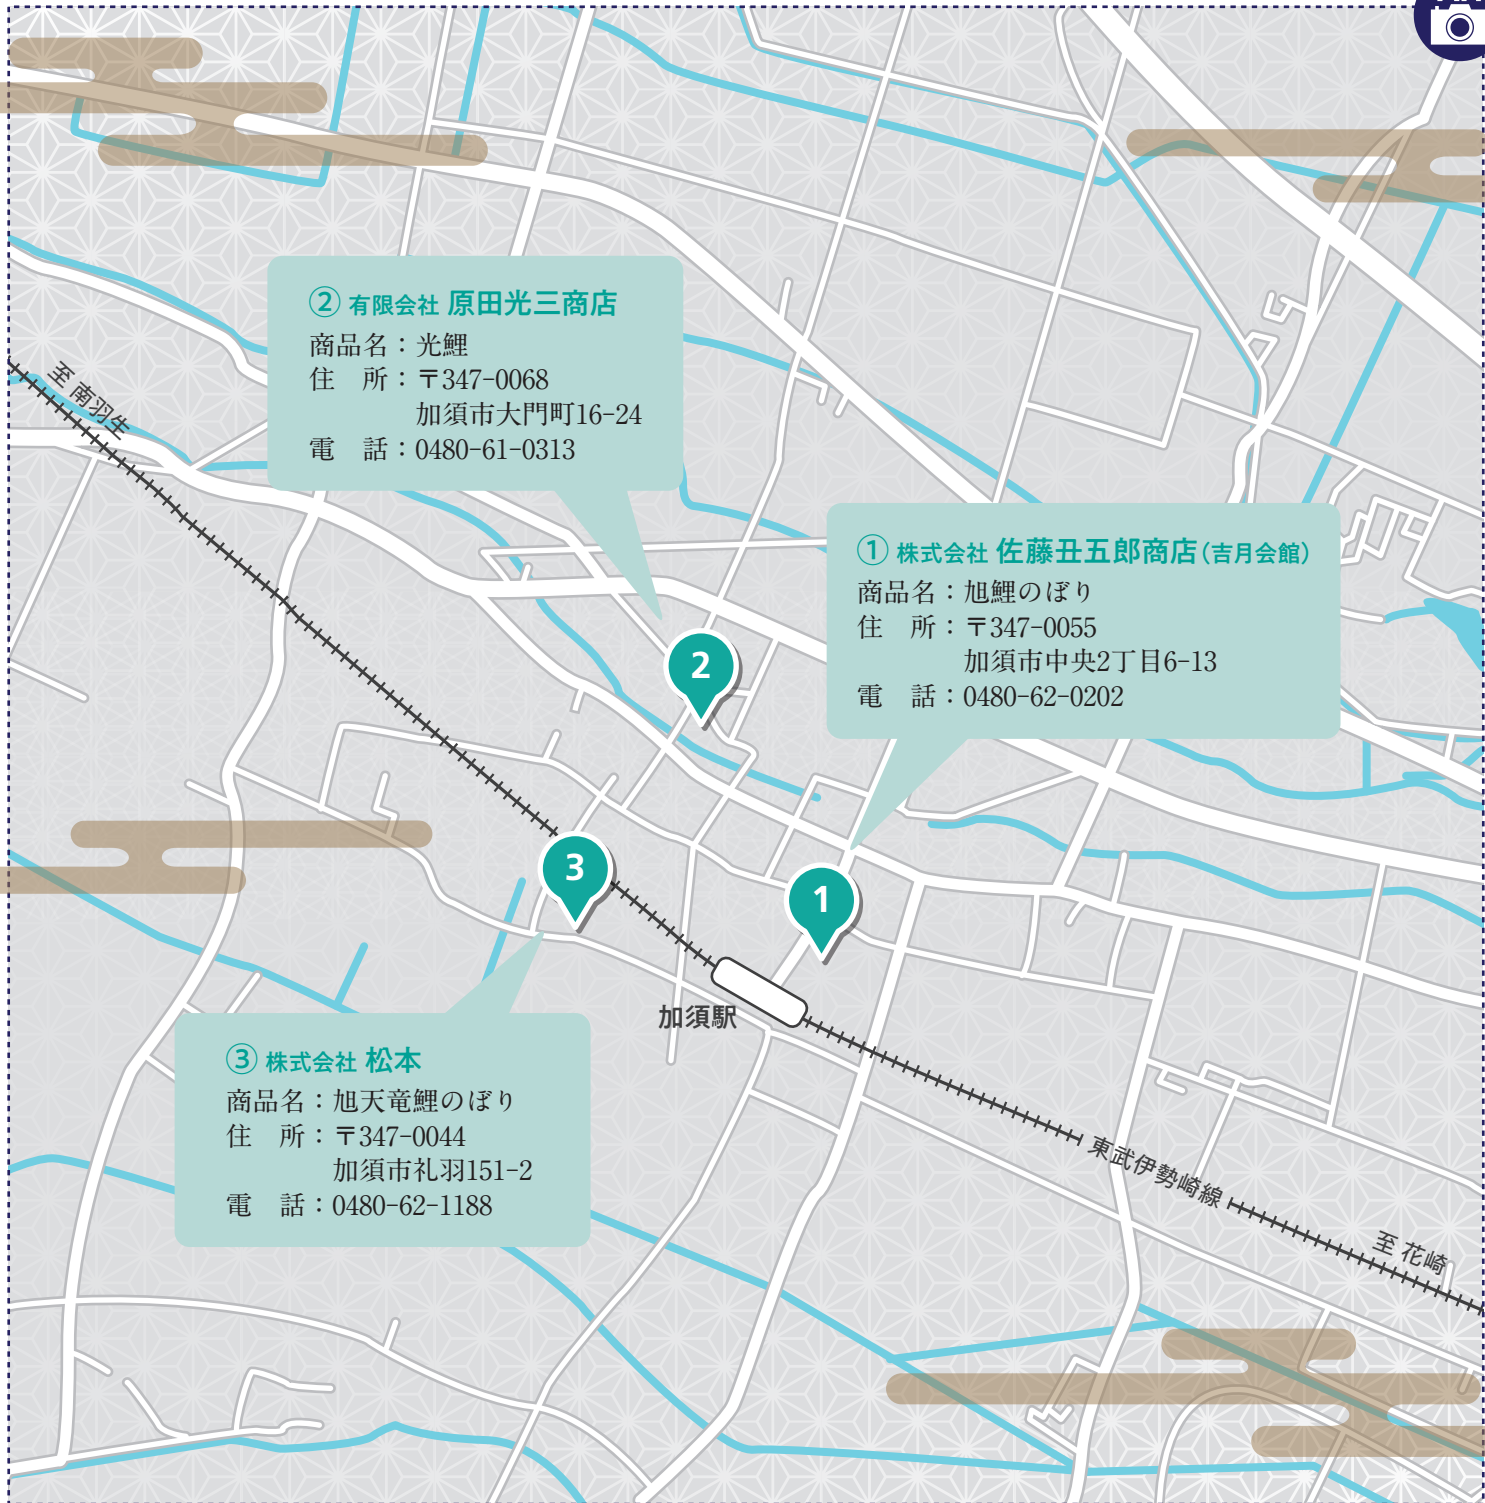 ② 有限会社 原田光三商店
商品名：光鯉
住　所：〒347-0068
加須市大門町16-24
電　話：0480-61-0313
至 南羽生
① 株式会社 佐藤丑五郎商店（吉月会館）
商品名：旭鯉のぼり
住　所：〒347-0055
加須市中央2丁目6-13
電　話：0480-62-0202
2
3
1
加須駅
③ 株式会社 松本
商品名：旭天竜鯉のぼり
住　所：〒347-0044
加須市礼羽151-2
電　話：0480-62-1188
東武伊勢崎線
至 花崎